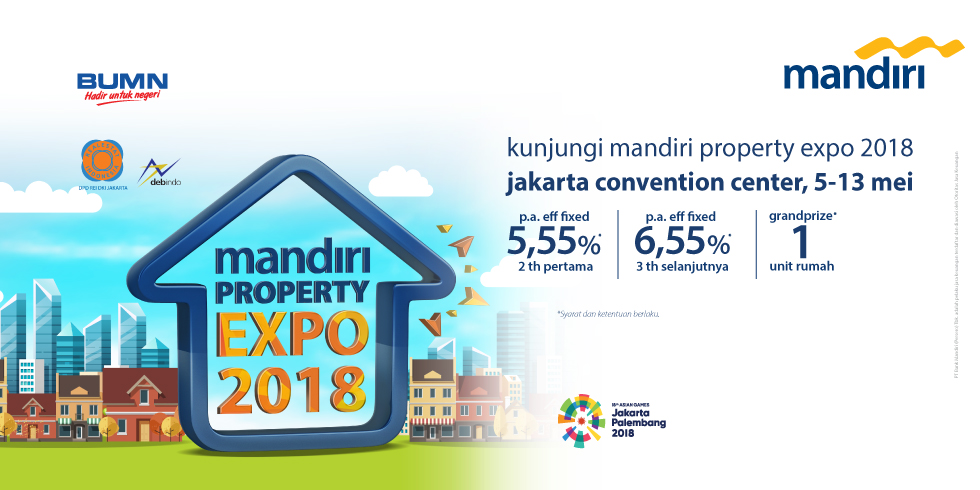 BUMN
Hadir untuk negeri
DPD REI DKI JAKARTA
debindo
mandiri
PROPERTY
EXPO
2018
mandiri
kunjungi mandiri property expo 2018
jakarta convention center, 5-13 mei
p.a. eff fixed
5,55%*
2 th pertama
p.a. eff fixed
6,55%*
3 th selanjutnya
grandprize*
1
unit rumah
*Syarat dan ketentuan berlaku.
18th ASIAN GAMES
Jakarta
Palembang
2018